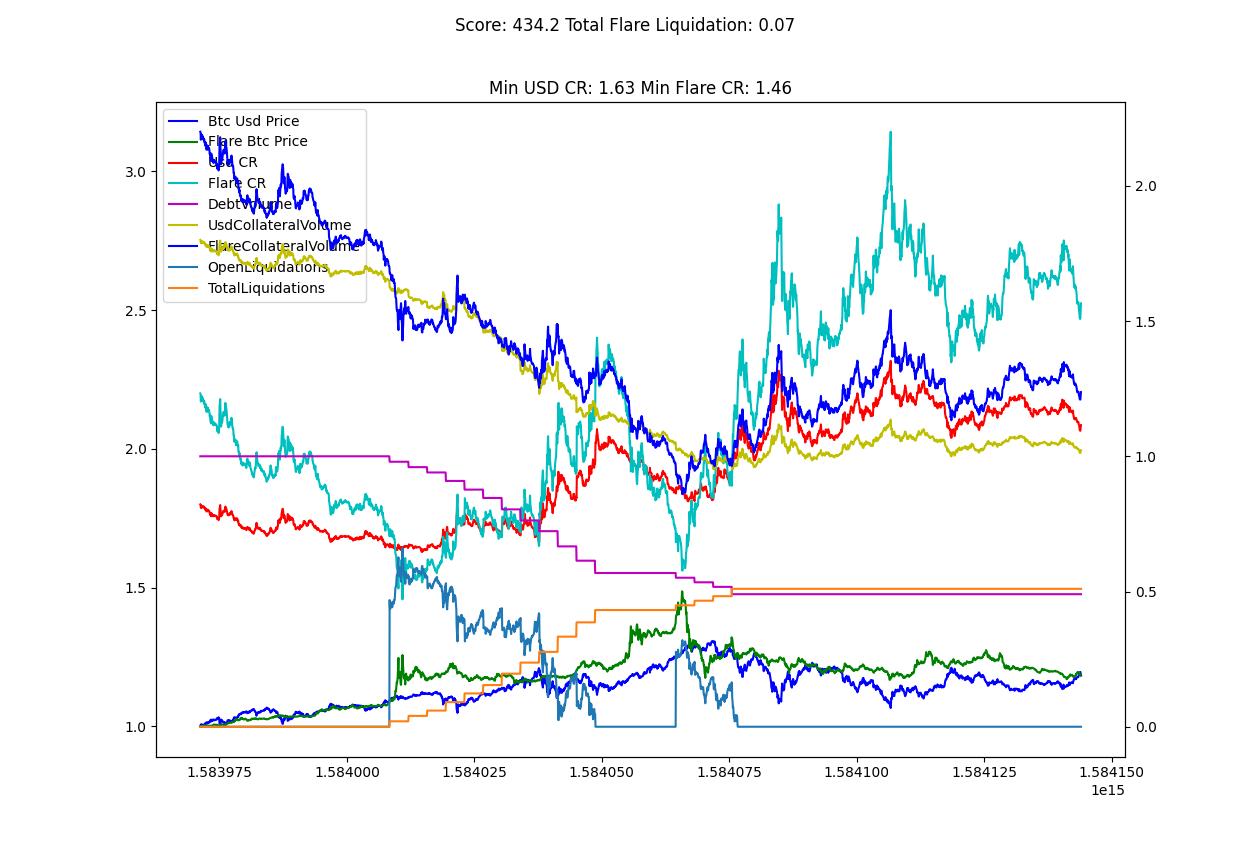 Score: 434.2 Total Flare Liquidation: 0.07
Min USD CR: 1.63 Min Flare CR: 1.46
Btc Usd Price
Flare Btc Price
Usd CR
Flare CR
DebtVolume
UsdCollateralVolume
FlareCollateralVolume
OpenLiquidations
TotalLiquidations
3.0
2.5
2.0
1.5
1.0
2.0
1.5
1.0
0.5
0.0
1.583975 1.584000 1.584025 1.584050 1.584075 1.584100 1.584125 1.584150
1e15